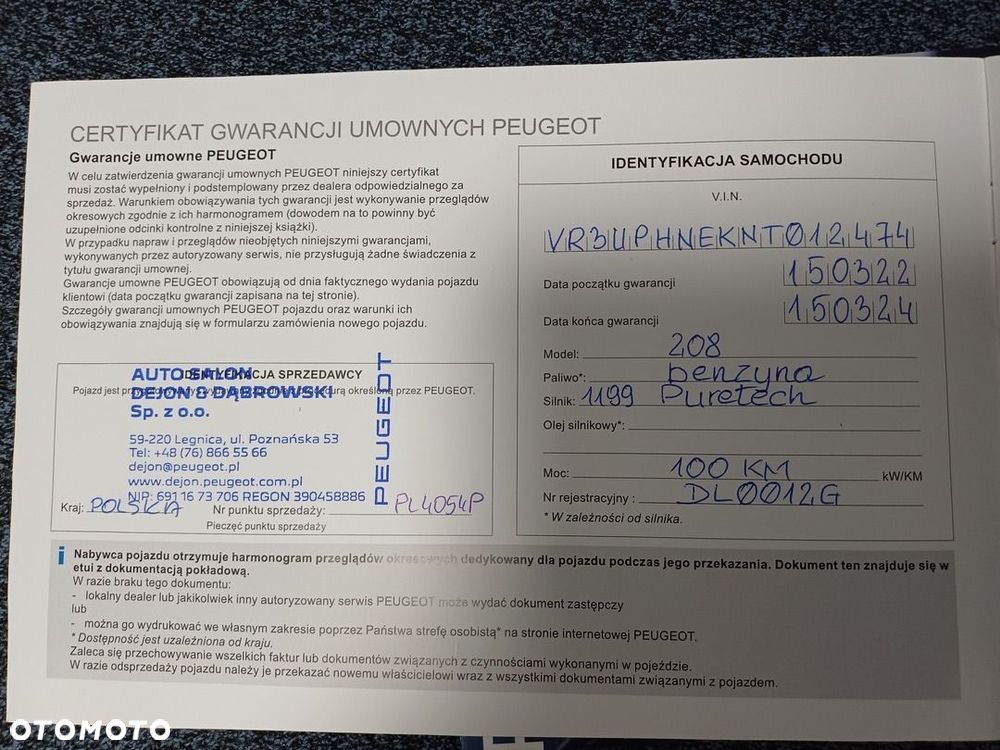 CERTYFIKAT GWARANCJI UMOWNYCH PEUGEOT
Gwarancje umowne PEUGEOT
W celu zatwierdzenia gwarancji umownych PEUGEOT niniejszy certyfikat
musi zostać wypełniony i podstemplowany przez dealera odpowiedzialnego za
sprzedaż. Warunkiem obowiązywania tych gwarancji jest wykonywanie przeglądów
okresowych zgodnie z ich harmonogramem (dowodem na to powinny być
uzupełnione odcinki kontrolne z niniejszej książki).
W przypadku napraw i przeglądów nieobjętych niniejszymi gwarancjami,
wykonywanych przez autoryzowany serwis, nie przysługują żadne świadczenia z
tytułu gwarancji umownej.
Gwarancje umowne PEUGEOT obowiązują od dnia faktycznego wydania pojazdu
klientowi (data początku gwarancji zapisana na tej stronie).
Szczegóły gwarancji umownych PEUGEOT pojazdu oraz warunki ich
obowiązywania znajdują się w formularzu zamówienia nowego pojazdu.
IDENTYFIKACJA SPRZEDAWCY
Pojazd jest przygotowywany zgodnie z procedurą określoną przez PEUGEOT.
AUTO SALON
DEJON & DĄBROWSKI
Sp. z o.o.
59-220 Legnica, ul. Poznańska 53
Tel: +48 (76) 866 55 66
dejon@peugeot.pl
www.dejon.peugeot.com.pl
NIP: 691 16 73 706 REGON 390458886
PEUGEOT
Kraj: POLSKA Nr punktu sprzedaży: PL4054P
Pieczęć punktu sprzedaży
IDENTYFIKACJA SAMOCHODU
V.I.N.
VR3UPHNEKNT012474
Data początku gwarancji 150322
Data końca gwarancji 150324
Model: 208
Paliwo*: benzyna
Silnik: 1199 Puretech
Olej silnikowy*:
Moc: 100 KM kW/KM
Nr rejestracyjny : DL0012G
* W zależności od silnika.
i
Nabywca pojazdu otrzymuje harmonogram przeglądów okresowych dedykowany dla pojazdu podczas jego przekazania. Dokument ten znajduje się w
etui z dokumentacją pokładową.
W razie braku tego dokumentu:
- lokalny dealer lub jakikolwiek inny autoryzowany serwis PEUGEOT może wydać dokument zastępczy
lub
- można go wydrukować we własnym zakresie poprzez Państwa strefę osobistą* na stronie internetowej PEUGEOT.
* Dostępność jest uzależniona od kraju.
Zaleca się przechowywanie wszelkich faktur lub dokumentów związanych z czynnościami wykonanymi w pojeździe.
W razie odsprzedaży pojazdu należy je przekazać nowemu właścicielowi wraz z wszystkimi dokumentami związanymi z pojazdem.
OTOMOTO